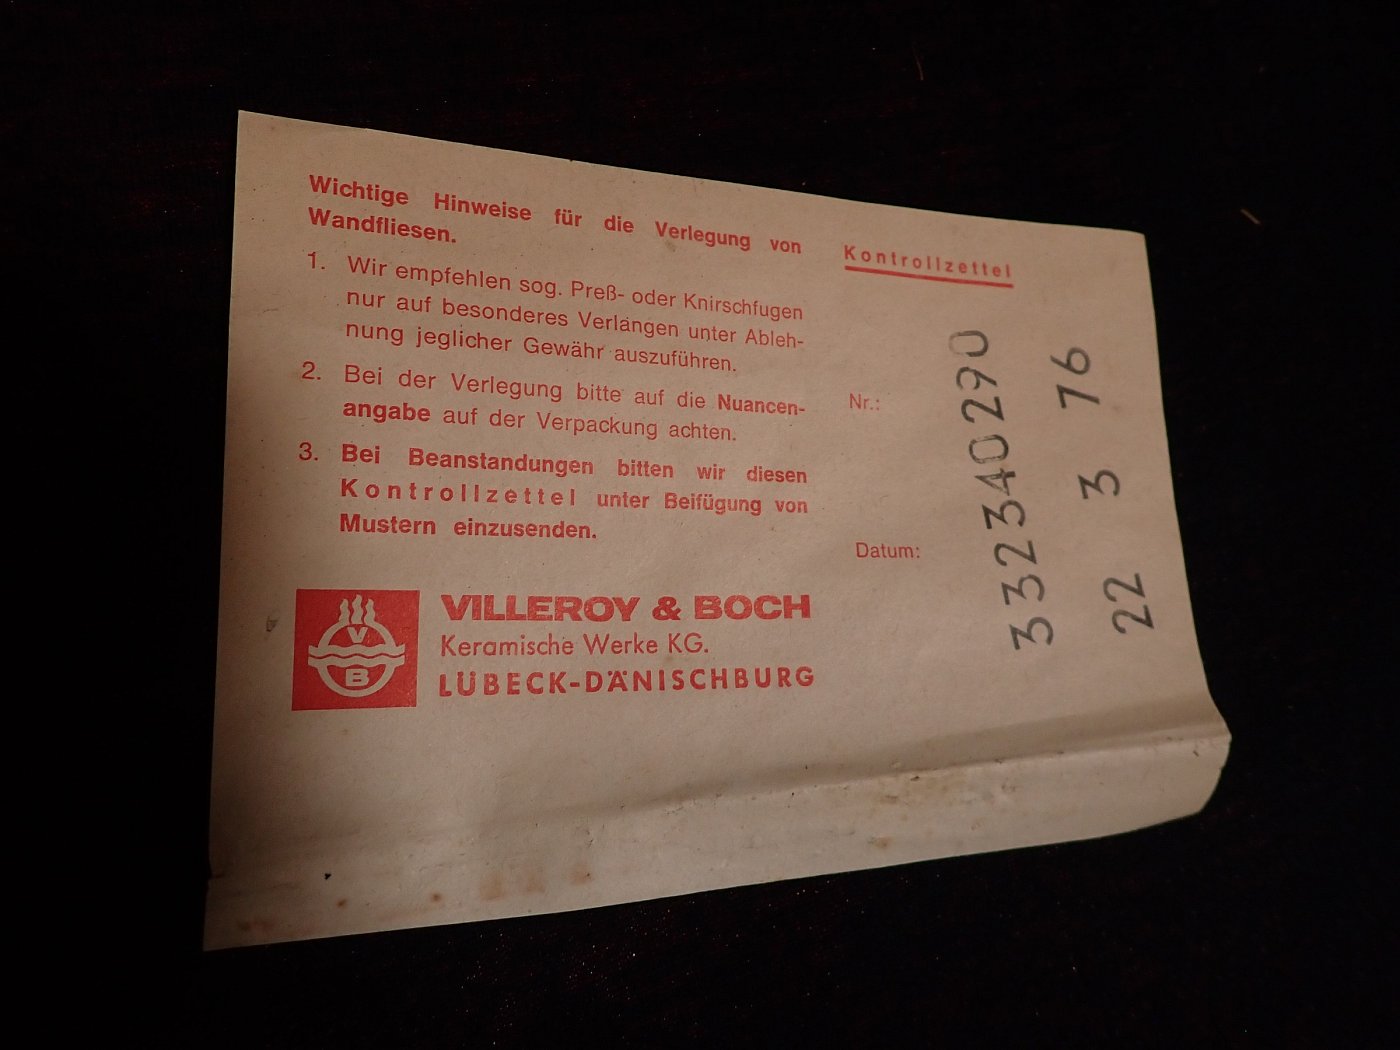 Wichtige Hinweise für die Verlegung von
Wandfliesen.
1. Wir empfehlen sog. Preß- oder Knirschfugen
nur auf besonderes Verlangen unter Ableh-
nung jeglicher Gewähr auszuführen.
2. Bei der Verlegung bitte auf die Nuancen-
angabe auf der Verpackung achten.
3. Bei Beanstandungen bitten wir diesen
Kontrollzettel unter Beifügung von
Mustern einzusenden.
V
B
VILLEROY & BOCH
Keramische Werke KG.
LÜBECK-DÄNISCHBURG
Kontrollzettel
Nr.:
Datum:
332340290
22 3 76